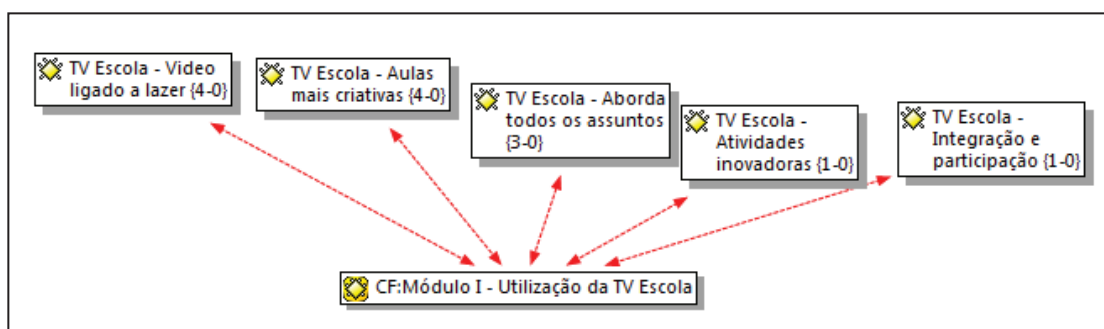 TV Escola - Video
ligado a lazer {4-0}
TV Escola - Aulas
mais criativas {4-0}
TV Escola - Aborda
todos os assuntos
{3-0}
TV Escola -
Atividades
inovadoras {1-0}
TV Escola -
Integração e
participação {1-0}
CF:Módulo I - Utilização da TV Escola